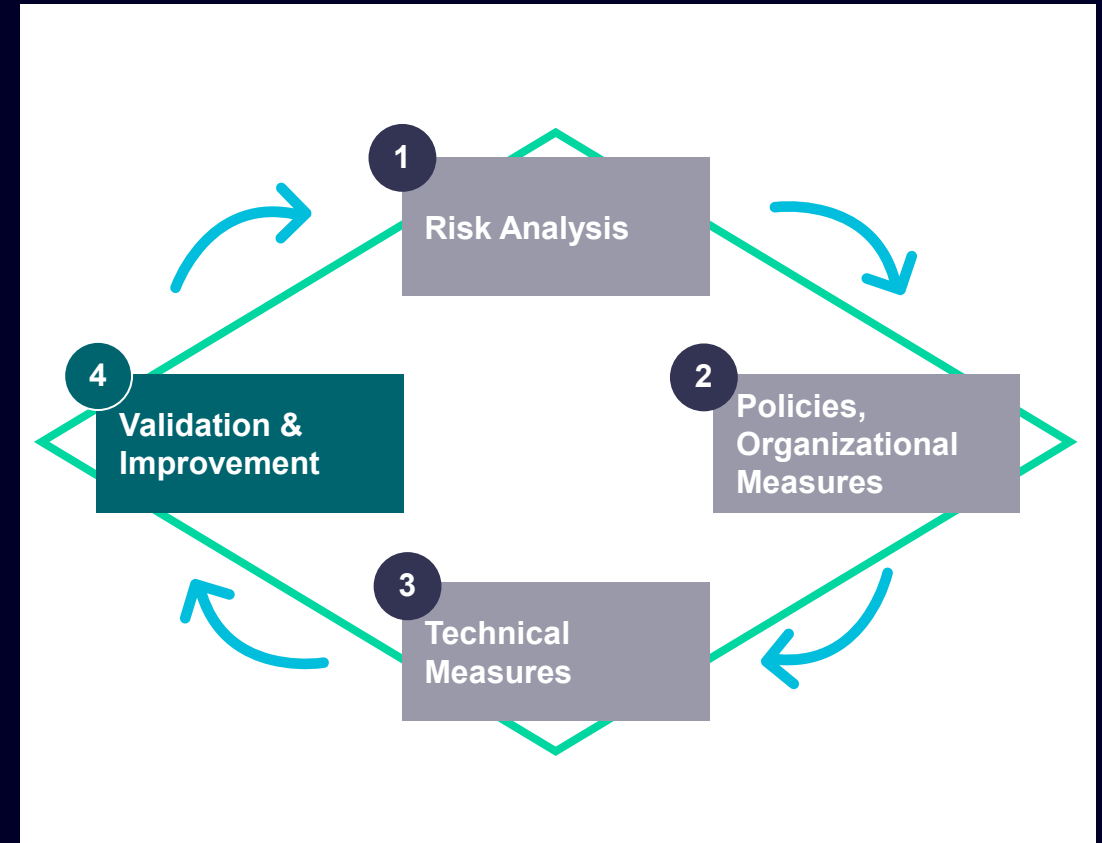 1
Risk Analysis
2
Policies,
Organizational
Measures
3
Technical
Measures
4
Validation &
Improvement